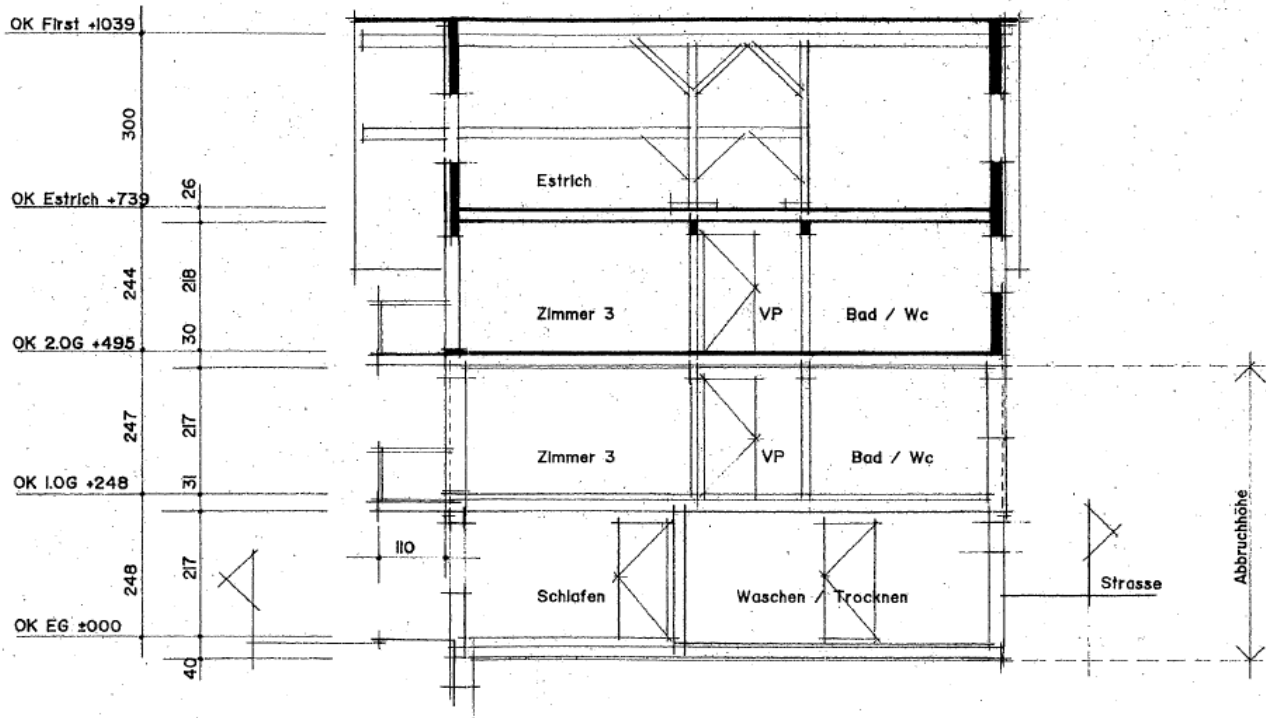 OK First +1039
300
26
Estrich
OK Estrich +739
244
218
Zimmer 3
VP
Bad / Wc
30
OK 2.OG +495
247
217
Zimmer 3
VP
Bad / Wc
31
OK 1.OG +248
110
248
217
Schlafen
Waschen / Trocknen
Strasse
Abbruchhöhe
OK EG ±000
40